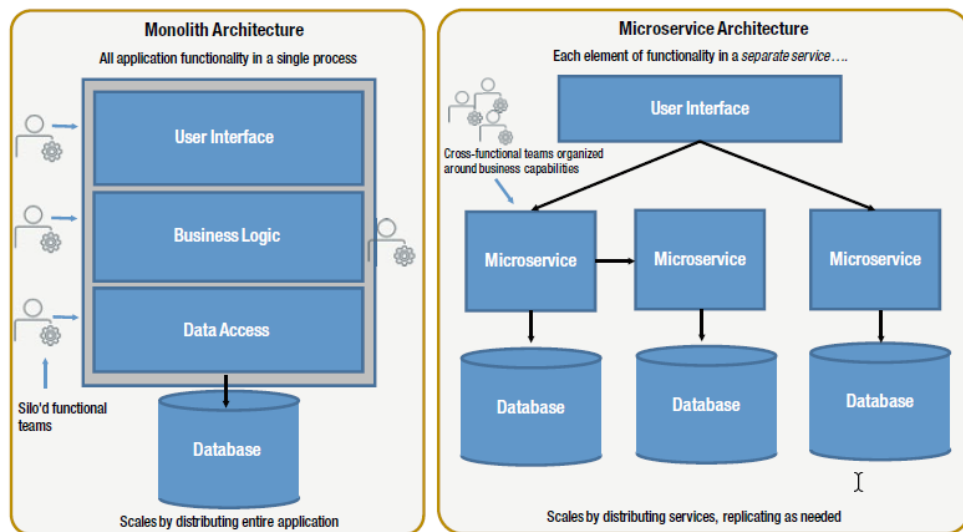 Monolith Architecture
All application functionality in a single process
User Interface
Business Logic
Data Access
Silo'd functional
teams
Database
Scales by distributing entire application
Microservice Architecture
Each element of functionality in a separate service….
User Interface
Cross-functional teams organized
around business capabilities
Microservice
Microservice
Microservice
Database
Database
Database
Scales by distributing services, replicating as needed